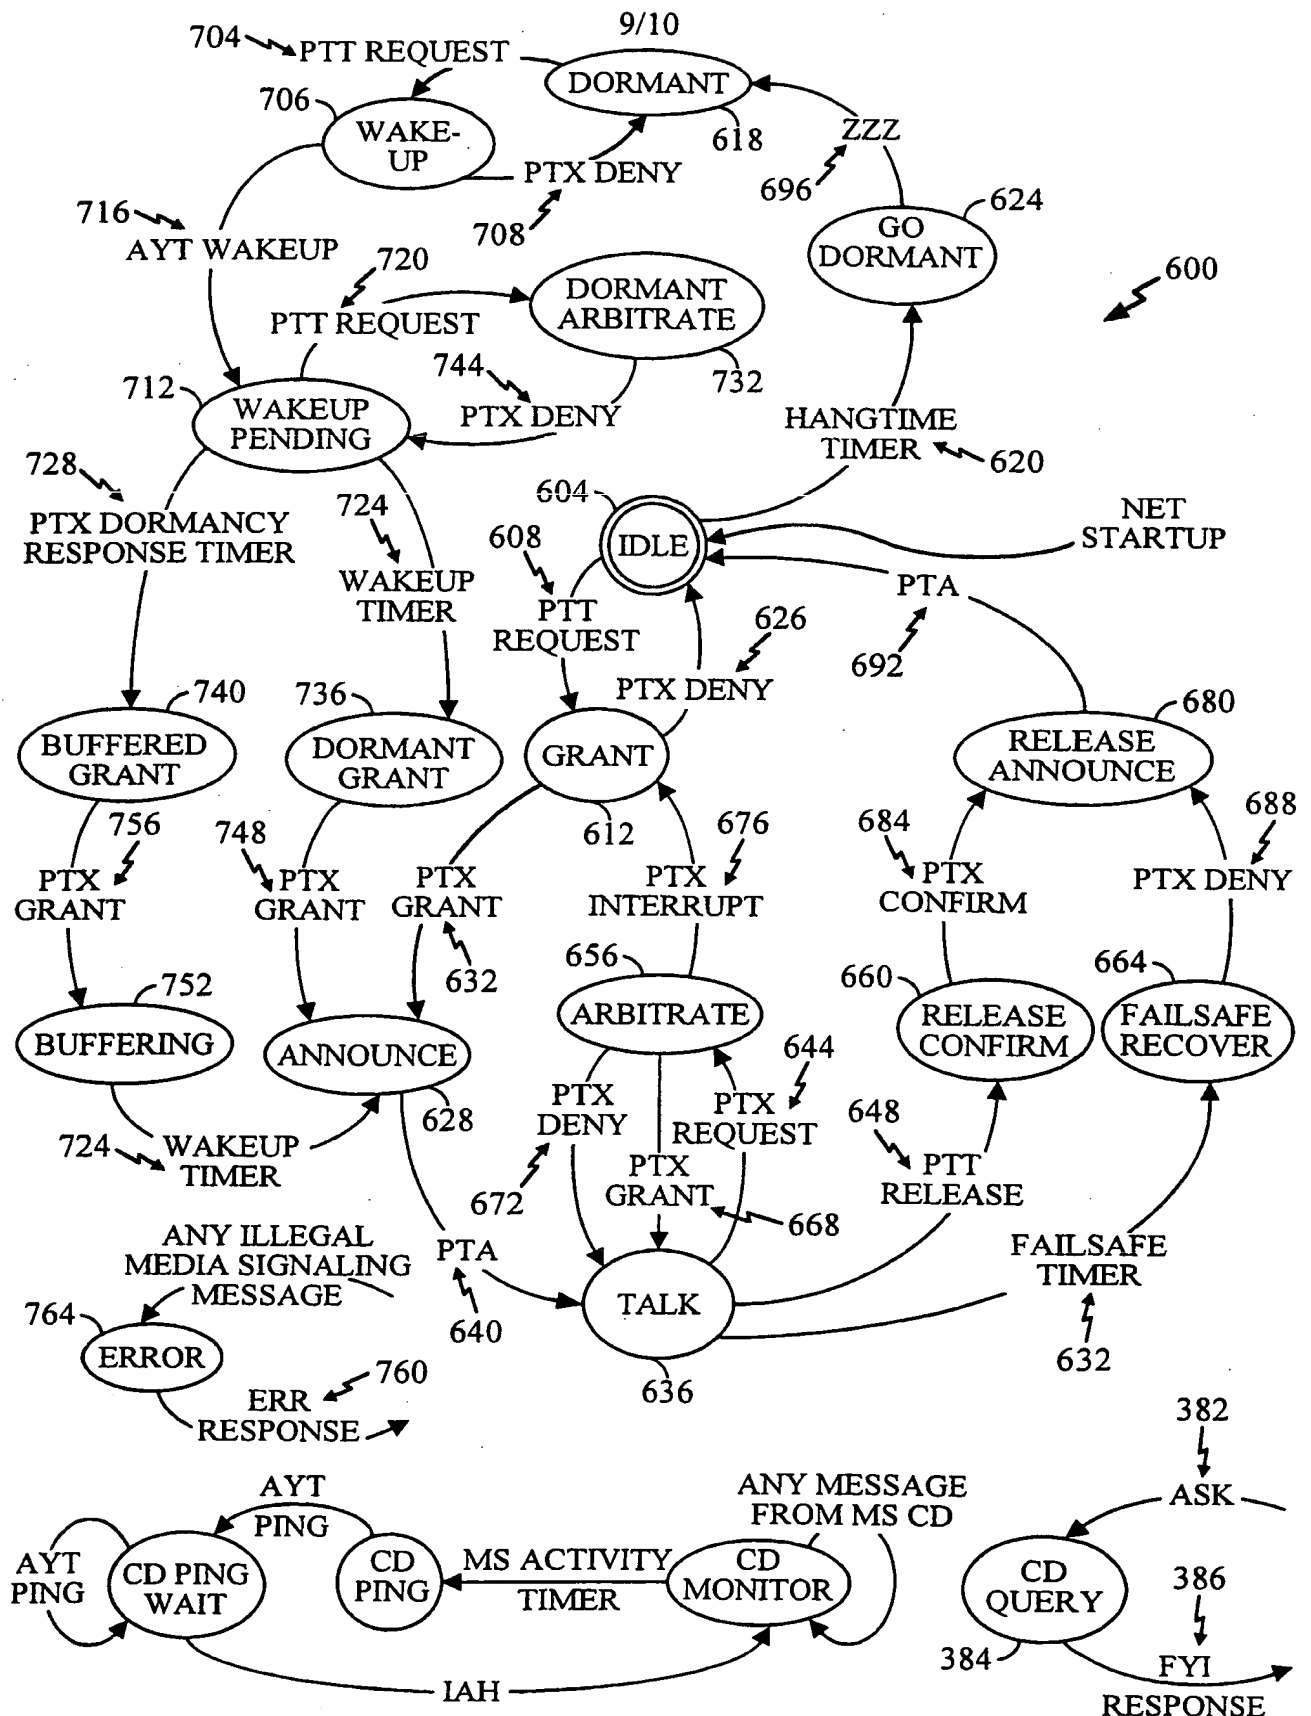 9/10
704
PTT REQUEST
DORMANT
618
706
WAKE-
UP
PTX DENY
708
ZZZ
696
624
GO
DORMANT
600
716
AYT WAKEUP
720
PTT REQUEST
DORMANT
ARBITRATE
732
744
PTX DENY
712
WAKEUP
PENDING
HANGTIME
TIMER
620
728
PTX DORMANCY
RESPONSE TIMER
724
WAKEUP
TIMER
604
IDLE
NET
STARTUP
608
PTT
REQUEST
626
PTX DENY
PTA
692
740
BUFFERED
GRANT
736
DORMANT
GRANT
GRANT
612
680
RELEASE
ANNOUNCE
756
PTX
GRANT
748
PTX
GRANT
PTX
GRANT
632
676
PTX
INTERRUPT
684
PTX
CONFIRM
688
PTX DENY
752
BUFFERING
ANNOUNCE
628
656
ARBITRATE
660
RELEASE
CONFIRM
664
FAILSAFE
RECOVER
724
WAKEUP
TIMER
PTX
DENY
672
644
PTX
REQUEST
PTX
GRANT
668
648
PTT
RELEASE
ANY ILLEGAL
MEDIA SIGNALING
MESSAGE
PTA
640
TALK
636
FAILSAFE
TIMER
632
764
ERROR
760
ERR
RESPONSE
382
ASK
AYT
PING
AYT
PING
CD PING
WAIT
CD
PING
MS ACTIVITY
TIMER
ANY MESSAGE
FROM MS CD
CD
MONITOR
IAH
CD
QUERY
384
386
FYI
RESPONSE